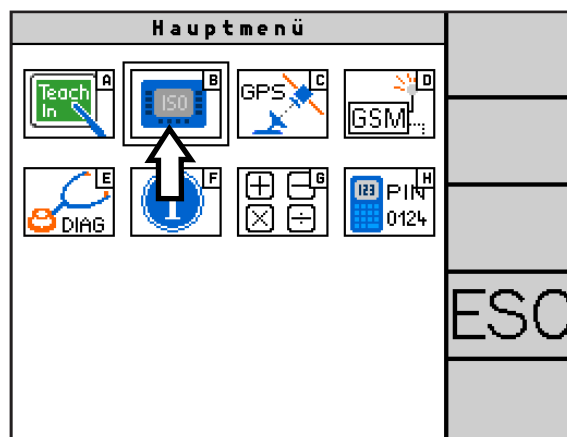 Hauptmenü
A
Teach
In
B
ISO
C
GPS
D
GSM
E
DIAG
F
G
H
123
PIN
0124
ESC